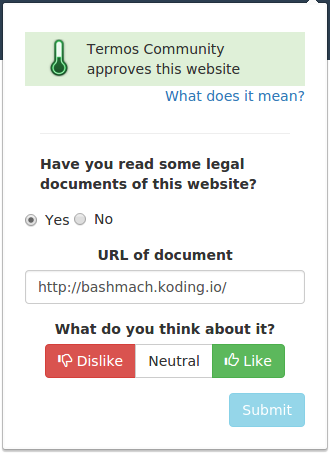 Termos Community
approves this website
What does it mean?
Have you read some legal
documents of this website?
Yes No
URL of document
http://bashmach.koding.io/
What do you think about it?
Dislike Neutral Like
Submit